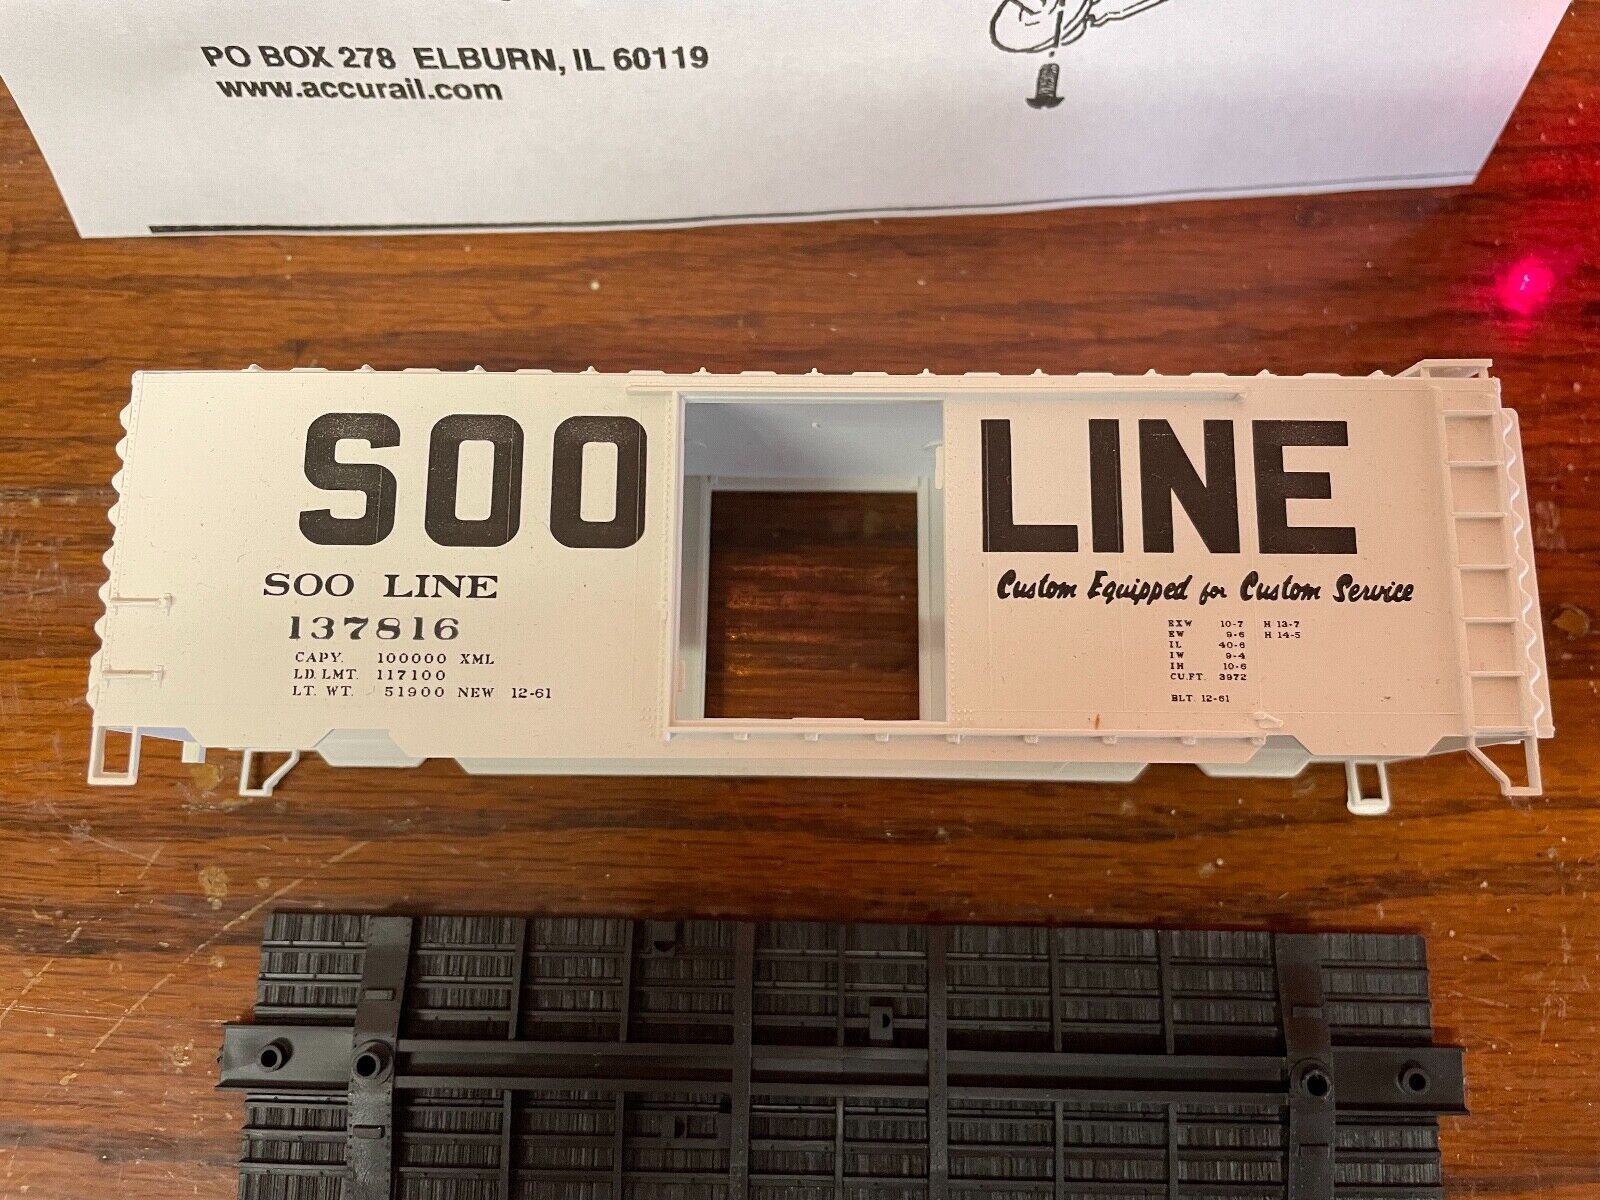 PO BOX 278 ELBURN, IL 60119
www.accurail.com
SOO LINE
SOO LINE
137816
CAPY. 100000 XML
LD. LMT. 117100
LT. WT. 51900 NEW 12-61
Custom Equipped for Custom Service
EXW 10-7 H 13-7
EW 9-6 H 14-5
IL 40-6
IW 9-4
IH 10-6
CU.FT. 3972
BLT. 12-61